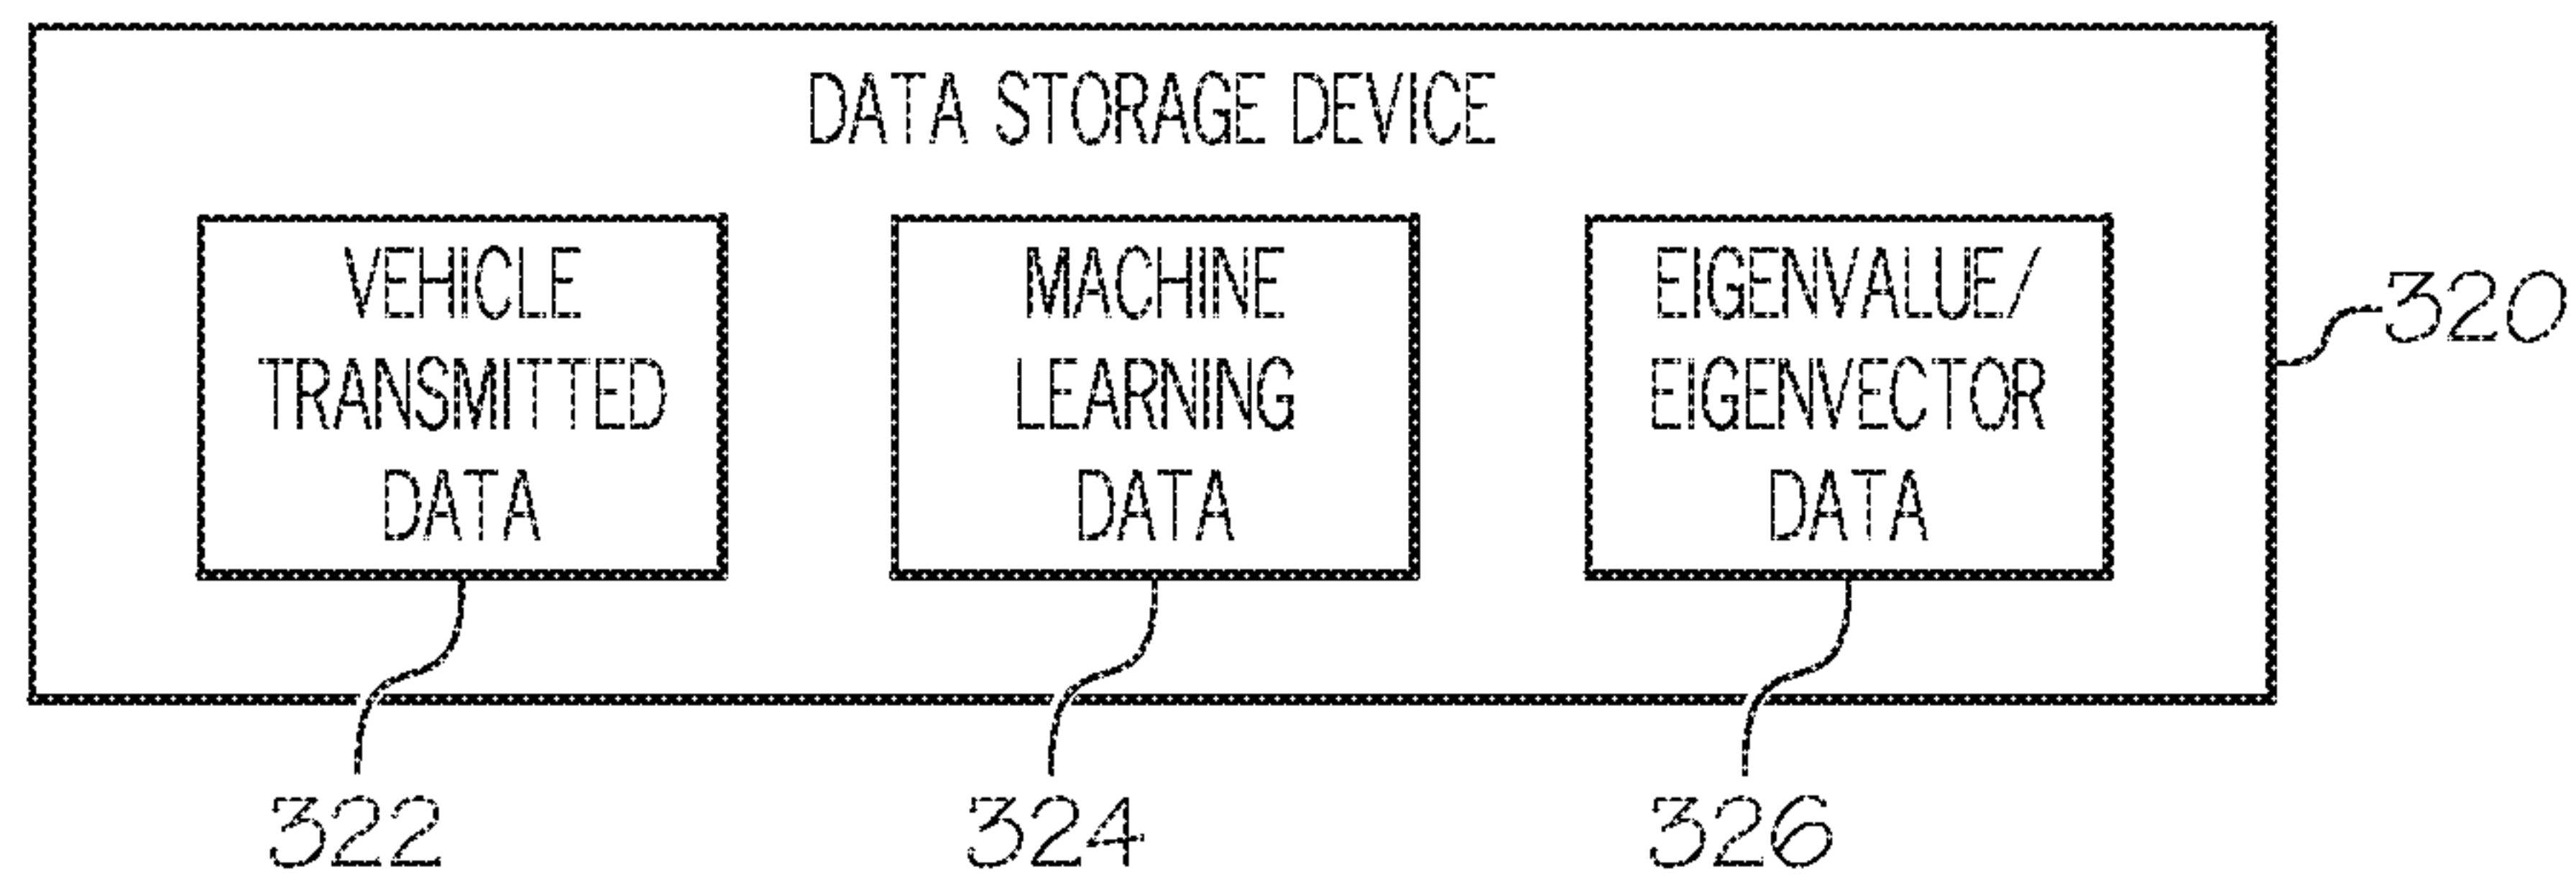 DATA STORAGE DEVICE
VEHICLE
TRANSMITTED
DATA
MACHINE
LEARNING
DATA
EIGENVALUE/
EIGENVECTOR
DATA
320
322
324
326